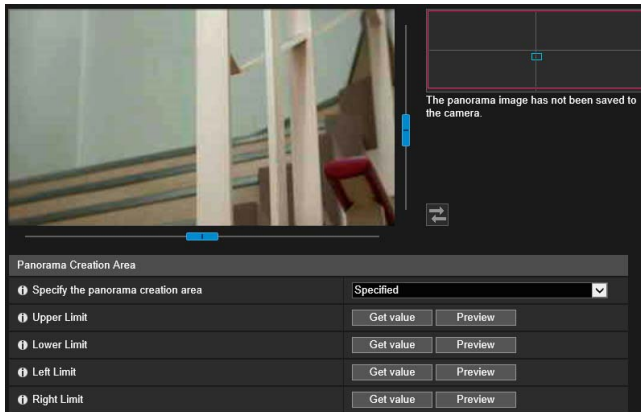 The panorama image has not been saved to
the camera.
Panorama Creation Area
Specify the panorama creation area
Specified
Upper Limit
Get value
Preview
Lower Limit
Get value
Preview
Left Limit
Get value
Preview
Right Limit
Get value
Preview